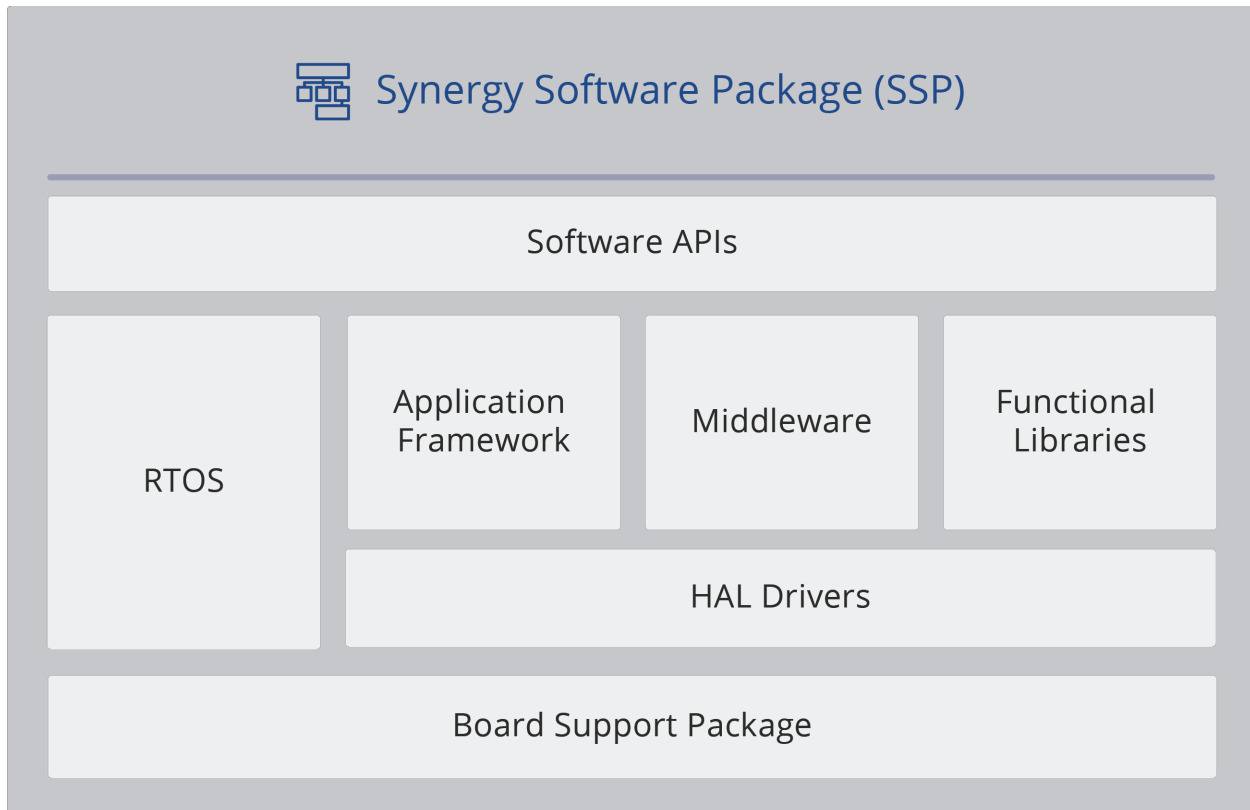 Synergy Software Package (SSP)
Software APIs
RTOS
Application
Framework
Middleware
Functional
Libraries
HAL Drivers
Board Support Package